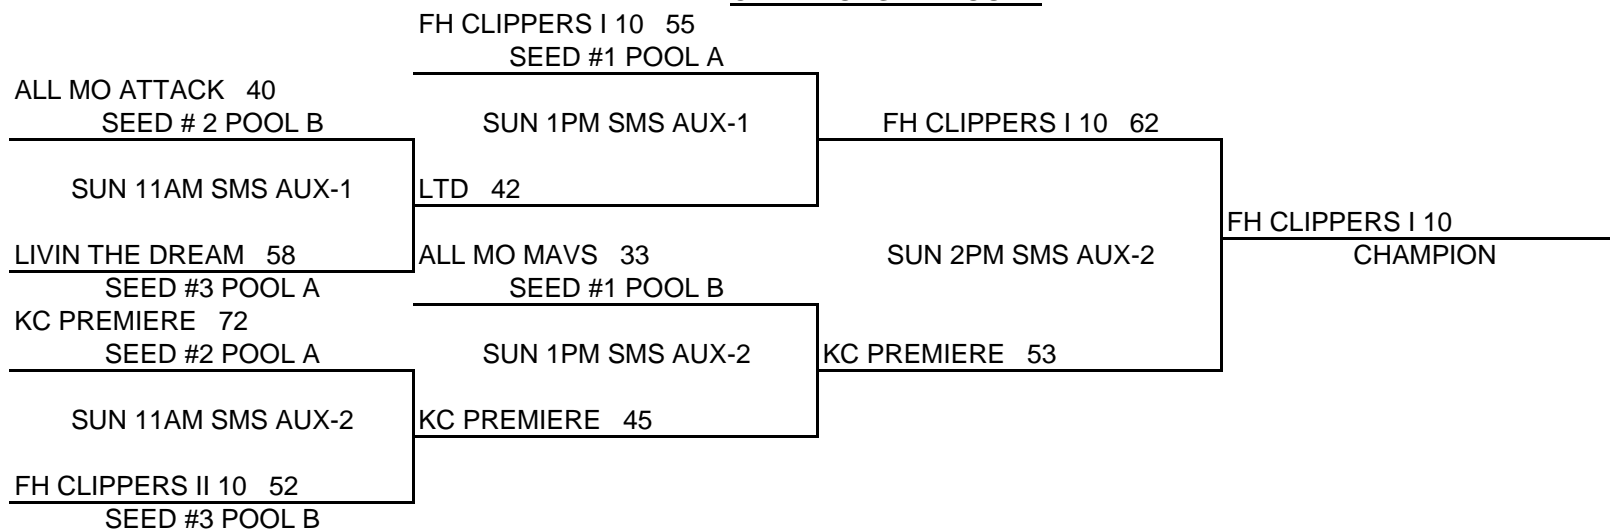 FH CLIPPERS I 10 55
SEED #1 POOL A
ALL MO ATTACK 40
SEED # 2 POOL B
SUN 1PM SMS AUX-1
FH CLIPPERS I 10 62
SUN 11AM SMS AUX-1
LTD 42
FH CLIPPERS I 10
LIVIN THE DREAM 58
ALL MO MAVS 33
SUN 2PM SMS AUX-2
CHAMPION
SEED #3 POOL A
SEED #1 POOL B
KC PREMIERE 72
SEED #2 POOL A
SUN 1PM SMS AUX-2
KC PREMIERE 53
SUN 11AM SMS AUX-2
KC PREMIERE 45
FH CLIPPERS II 10 52
SEED #3 POOL B